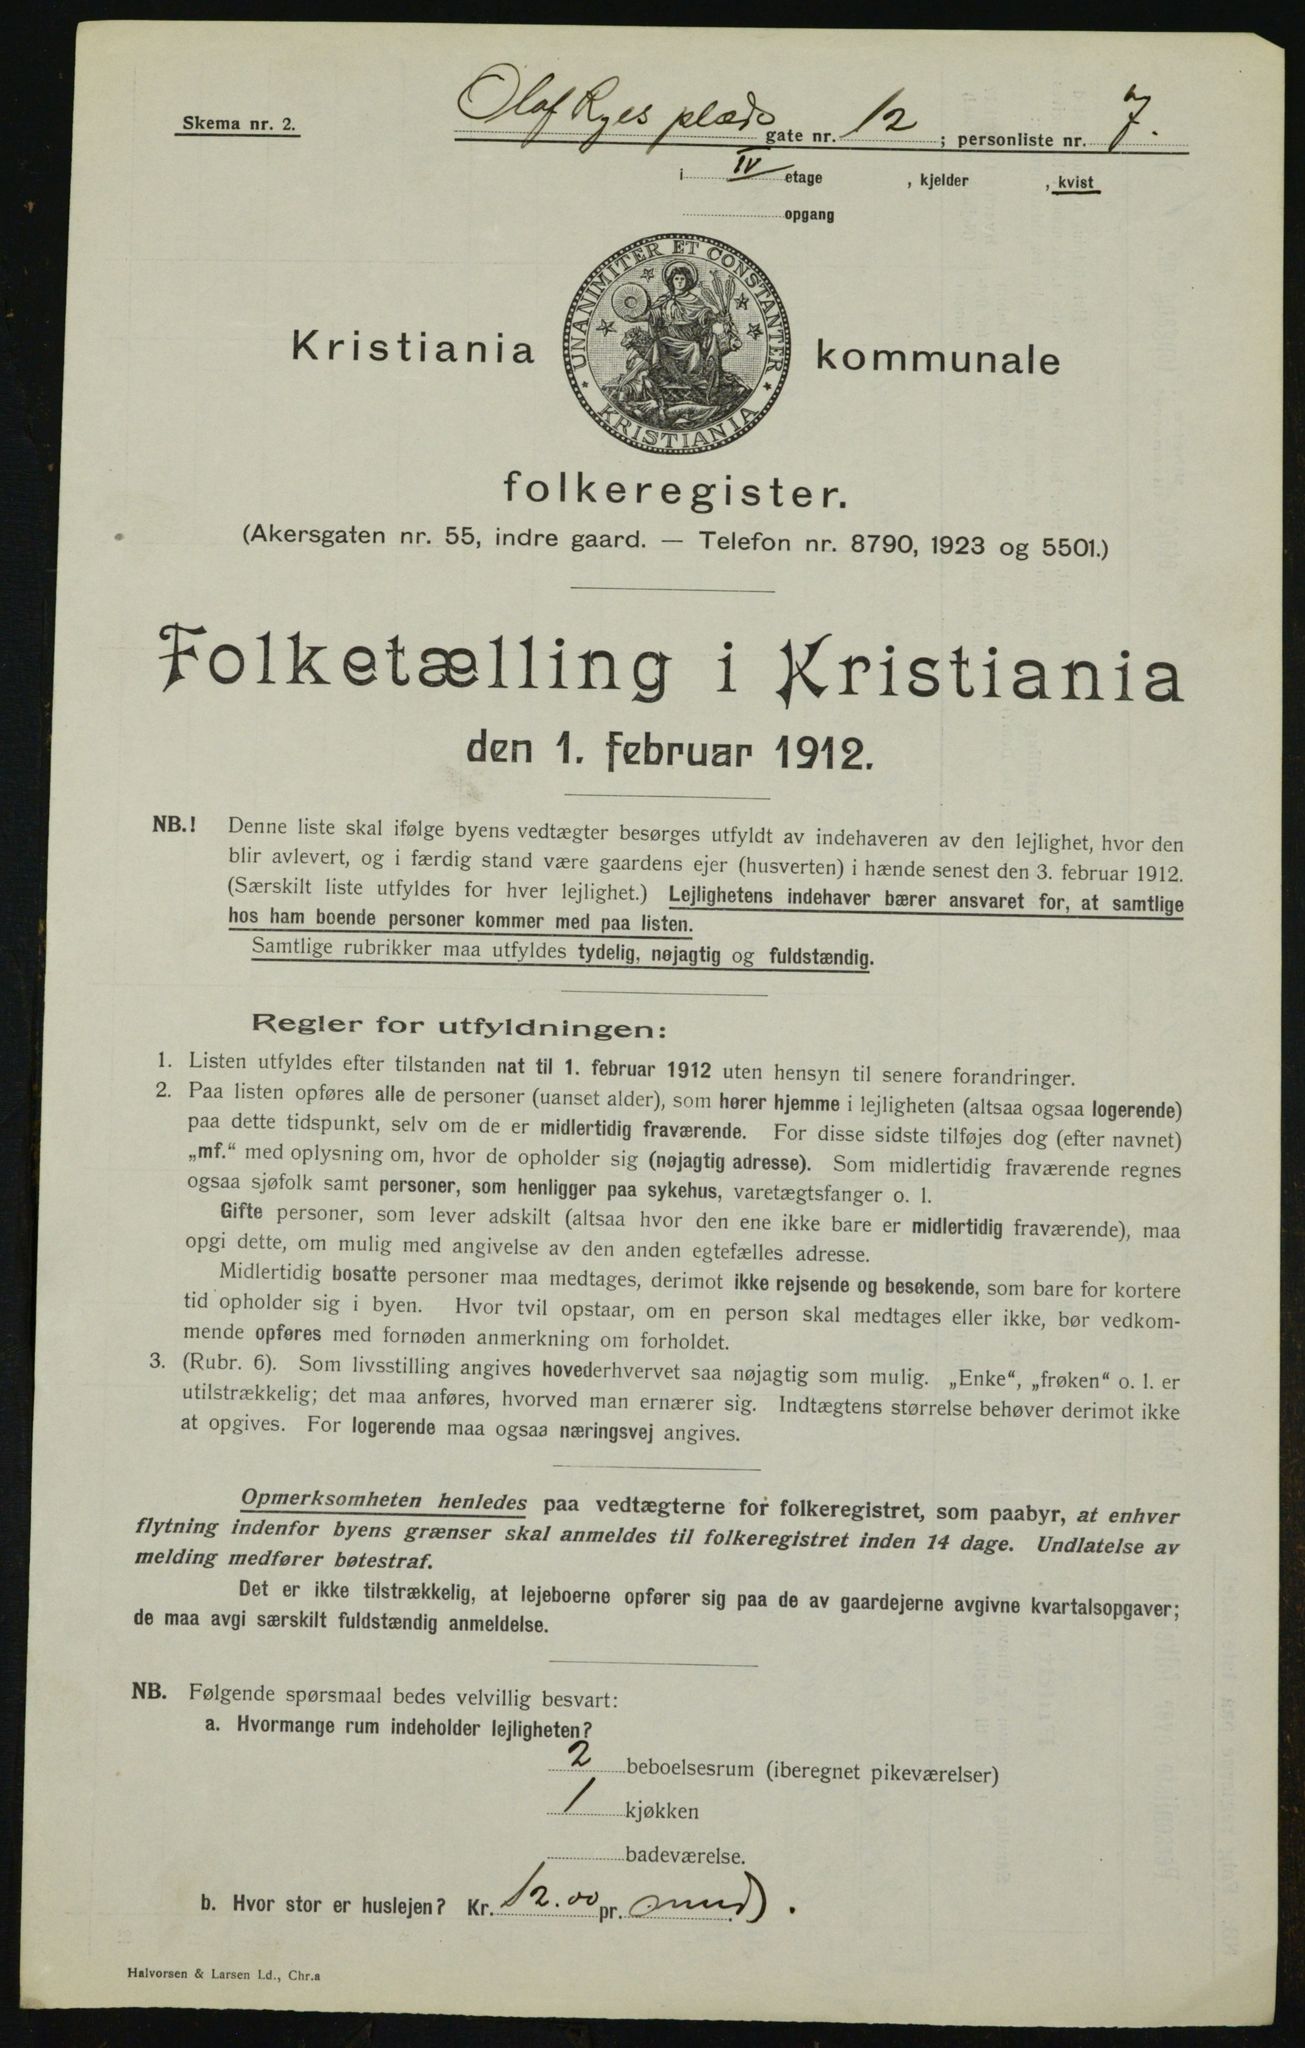 Skema nr. 2.
Olaf Ryes plads gate nr. 12; personliste nr. 7.
i IV etage , kjelder , kvist
opgang
UNANIMITER ET CONSTANTER
KRISTIANIA
Kristiania kommunale
folkeregister.
(Akersgaten nr. 55, indre gaard. — Telefon nr. 8790, 1923 og 5501.)
Folketælling i Kristiania
den 1. februar 1912.
NB.! Denne liste skal ifølge byens vedtægter besørges utfyldt av indehaveren av den lejlighet, hvor den
blir avlevert, og i færdig stand være gaardens ejer (husverten) i hænde senest den 3. februar 1912.
(Særskilt liste utfyldes for hver lejlighet.) Lejlighetens indehaver bærer ansvaret for, at samtlige
hos ham boende personer kommer med paa listen.
Samtlige rubrikker maa utfyldes tydelig, nøjagtig og fuldstændig.
Regler for utfyldningen:
1. Listen utfyldes efter tilstanden nat til 1. februar 1912 uten hensyn til senere forandringer.
2. Paa listen opføres alle de personer (uanset alder), som hører hjemme i lejligheten (altsaa ogsaa logerende)
paa dette tidspunkt, selv om de er midlertidig fraværende. For disse sidste tilføjes dog (efter navnet)
„mf.“ med oplysning om, hvor de opholder sig (nøjagtig adresse). Som midlertidig fraværende regnes
ogsaa sjøfolk samt personer, som henligger paa sykehus, varetægtsfanger o. l.
Gifte personer, som lever adskilt (altsaa hvor den ene ikke bare er midlertidig fraværende), maa
opgi dette, om mulig med angivelse av den anden egtefælles adresse.
Midlertidig bosatte personer maa medtages, derimot ikke rejsende og besøkende, som bare for kortere
tid opholder sig i byen. Hvor tvil opstaar, om en person skal medtages eller ikke, bør vedkom-
mende opføres med fornøden anmerkning om forholdet.
3. (Rubr. 6). Som livsstilling angives hovederhvervet saa nøjagtig som mulig. „Enke“, „frøken“ o. l. er
utilstrækkelig; det maa anføres, hvorved man ernærer sig. Indtægtens størrelse behøver derimot ikke
at opgives. For logerende maa ogsaa næringsvej angives.
Opmerksomheten henledes paa vedtægterne for folkeregistret, som paabyr, at enhver
flytning indenfor byens grænser skal anmeldes til folkeregistret inden 14 dage. Undlatelse av
melding medfører bøtestraf.
Det er ikke tilstrækkelig, at lejeboerne opfører sig paa de av gaardejerne avgivne kvartalsopgaver;
de maa avgi særskilt fuldstændig anmeldelse.
NB. Følgende spørsmaal bedes velvillig besvart:
a. Hvormange rum indeholder lejligheten?
2 beboelsesrum (iberegnet pikeværelser)
1 kjøkken
badeværelse.
b. Hvor stor er huslejen? Kr. 12.00 pr. mnd.
Halvorsen & Larsen Ld., Chr.a